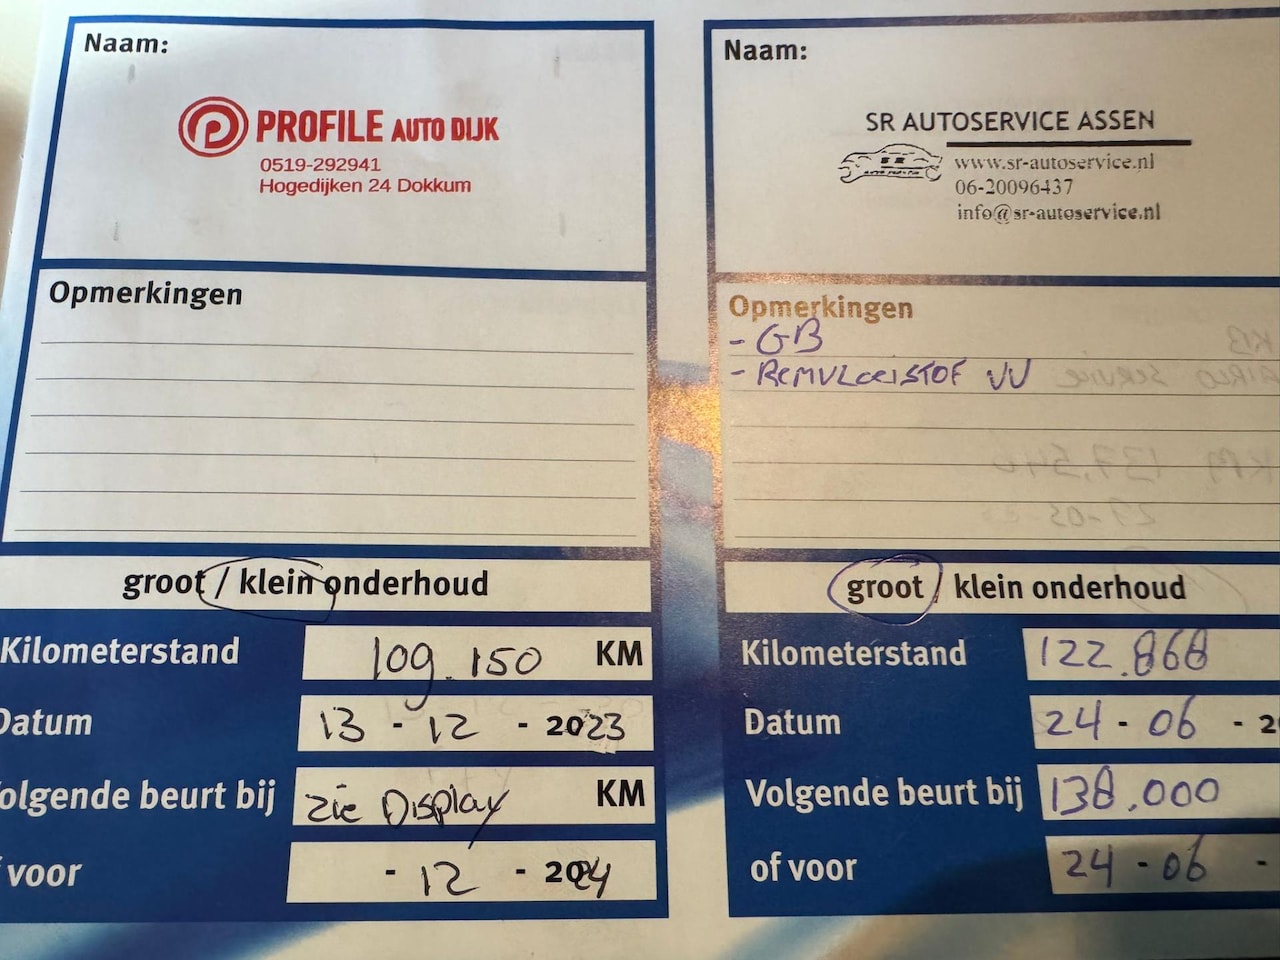 Naam:
PROFILE AUTO DIJK
0519-292941
Hogedijken 24 Dokkum
Opmerkingen
groot / klein onderhoud
Kilometerstand 109.150 KM
Datum 13 - 12 - 2023
olgende beurt bij zie Display KM
f voor - 12 - 2024
Naam:
SR AUTOSERVICE ASSEN
www.sr-autoservice.nl
06-20096437
info@sr-autoservice.nl
Opmerkingen
- GB
- REMVLOEISTOF VV
groot / klein onderhoud
Kilometerstand 122.868
Datum 24 - 06 - 2
Volgende beurt bij 138.000
of voor 24 - 06 -